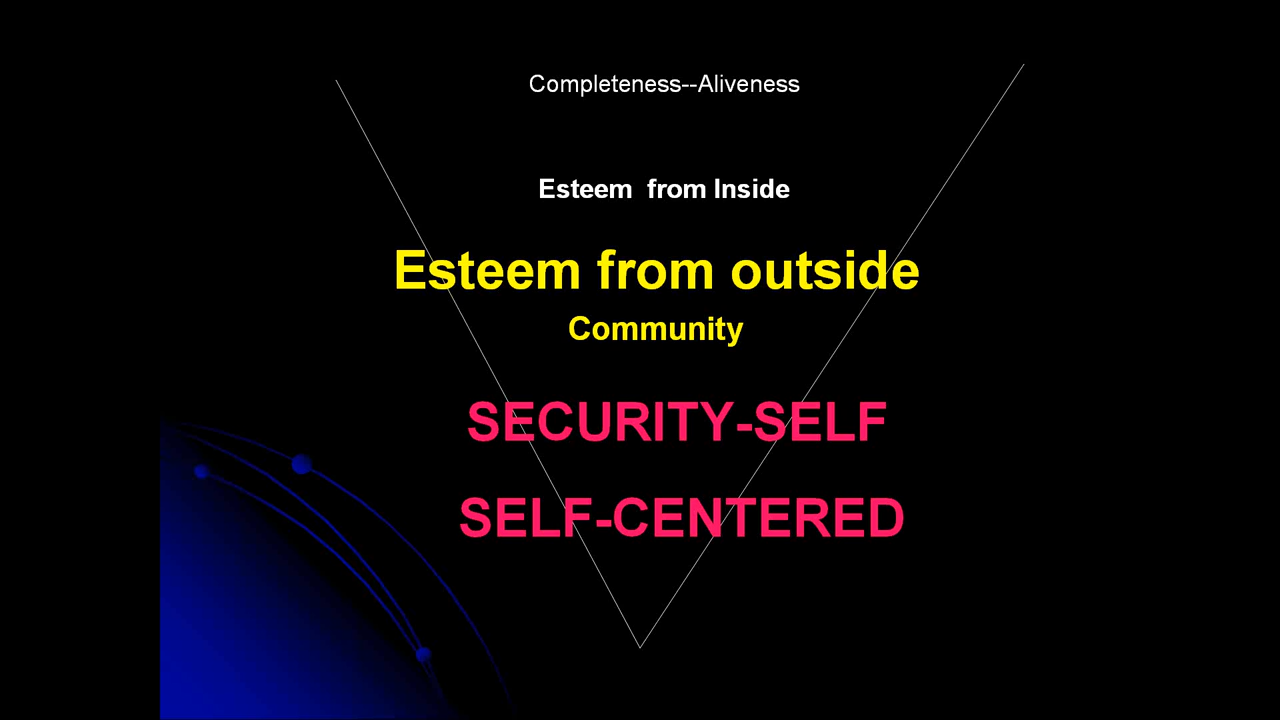 Completeness--Aliveness
Esteem  from Inside
Esteem from outside
Community
SECURITY-SELF
SELF-CENTERED